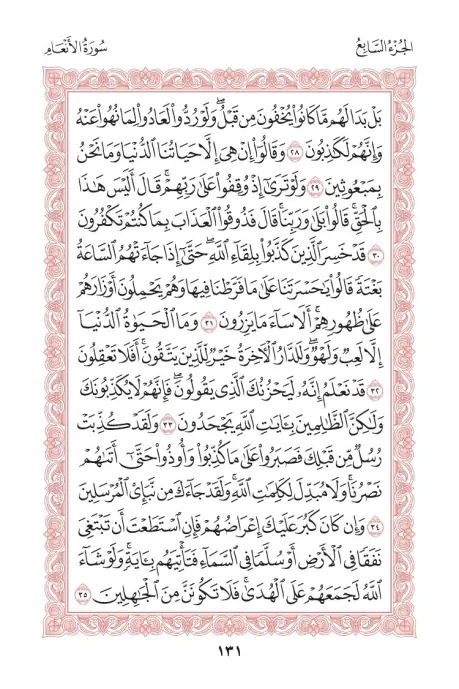 الجُزءُ السَّابِعُ
سُورَةُ الأَنْعَامِ
بَلْ بَدَا لَهُم مَّا كَانُوا۟ يُخْفُونَ مِن قَبْلُ ۖ وَلَوْ رُدُّوا۟ لَعَادُوا۟ لِمَا نُهُوا۟ عَنْهُ
وَإِنَّهُمْ لَكَـٰذِبُونَ ٢٨ وَقَالُوٓا۟ إِنْ هِىَ إِلَّا حَيَاتُنَا ٱلدُّنْيَا وَمَا نَحْنُ
بِمَبْعُوثِينَ ٢٩ وَلَوْ تَرَىٰٓ إِذْ وُقِفُوا۟ عَلَىٰ رَبِّهِمْ ۚ قَالَ أَلَيْسَ هَـٰذَا
بِٱلْحَقِّ ۚ قَالُوا۟ بَلَىٰ وَرَبِّنَا ۚ قَالَ فَذُوقُوا۟ ٱلْعَذَابَ بِمَا كُنتُمْ تَكْفُرُونَ
٣٠ قَدْ خَسِرَ ٱلَّذِينَ كَذَّبُوا۟ بِلِقَآءِ ٱللَّهِ ۖ حَتَّىٰٓ إِذَا جَآءَتْهُمُ ٱلسَّاعَةُ
بَغْتَةً قَالُوا۟ يَـٰحَسْرَتَنَا عَلَىٰ مَا فَرَّطْنَا فِيهَا وَهُمْ يَحْمِلُونَ أَوْزَارَهُمْ
عَلَىٰ ظُهُورِهِمْ ۚ أَلَا سَآءَ مَا يَزِرُونَ ٣١ وَمَا ٱلْحَيَوٰةُ ٱلدُّنْيَآ
إِلَّا لَعِبٌ وَلَهْوٌ ۖ وَلَلدَّارُ ٱلْـَٔاخِرَةُ خَيْرٌ لِّلَّذِينَ يَتَّقُونَ ۗ أَفَلَا تَعْقِلُونَ
٣٢ قَدْ نَعْلَمُ إِنَّهُۥ لَيَحْزُنُكَ ٱلَّذِى يَقُولُونَ ۖ فَإِنَّهُمْ لَا يُكَذِّبُونَكَ
وَلَـٰكِنَّ ٱلظَّـٰلِمِينَ بِـَٔايَـٰتِ ٱللَّهِ يَجْحَدُونَ ٣٣ وَلَقَدْ كُذِّبَتْ
رُسُلٌ مِّن قَبْلِكَ فَصَبَرُوا۟ عَلَىٰ مَا كُذِّبُوا۟ وَأُوذُوا۟ حَتَّىٰٓ أَتَىٰهُمْ
نَصْرُنَا ۚ وَلَا مُبَدِّلَ لِكَلِمَـٰتِ ٱللَّهِ ۚ وَلَقَدْ جَآءَكَ مِن نَّبَإِى۟ ٱلْمُرْسَلِينَ
٣٤ وَإِن كَانَ كَبُرَ عَلَيْكَ إِعْرَاضُهُمْ فَإِنِ ٱسْتَطَعْتَ أَن تَبْتَغِىَ
نَفَقًا فِى ٱلْأَرْضِ أَوْ سُلَّمًا فِى ٱلسَّمَآءِ فَتَأْتِيَهُم بِـَٔايَةٍ ۚ وَلَوْ شَآءَ
ٱللَّهُ لَجَمَعَهُمْ عَلَى ٱلْهُدَىٰ ۚ فَلَا تَكُونَنَّ مِنَ ٱلْجَـٰهِلِينَ ٣٥
١٣١